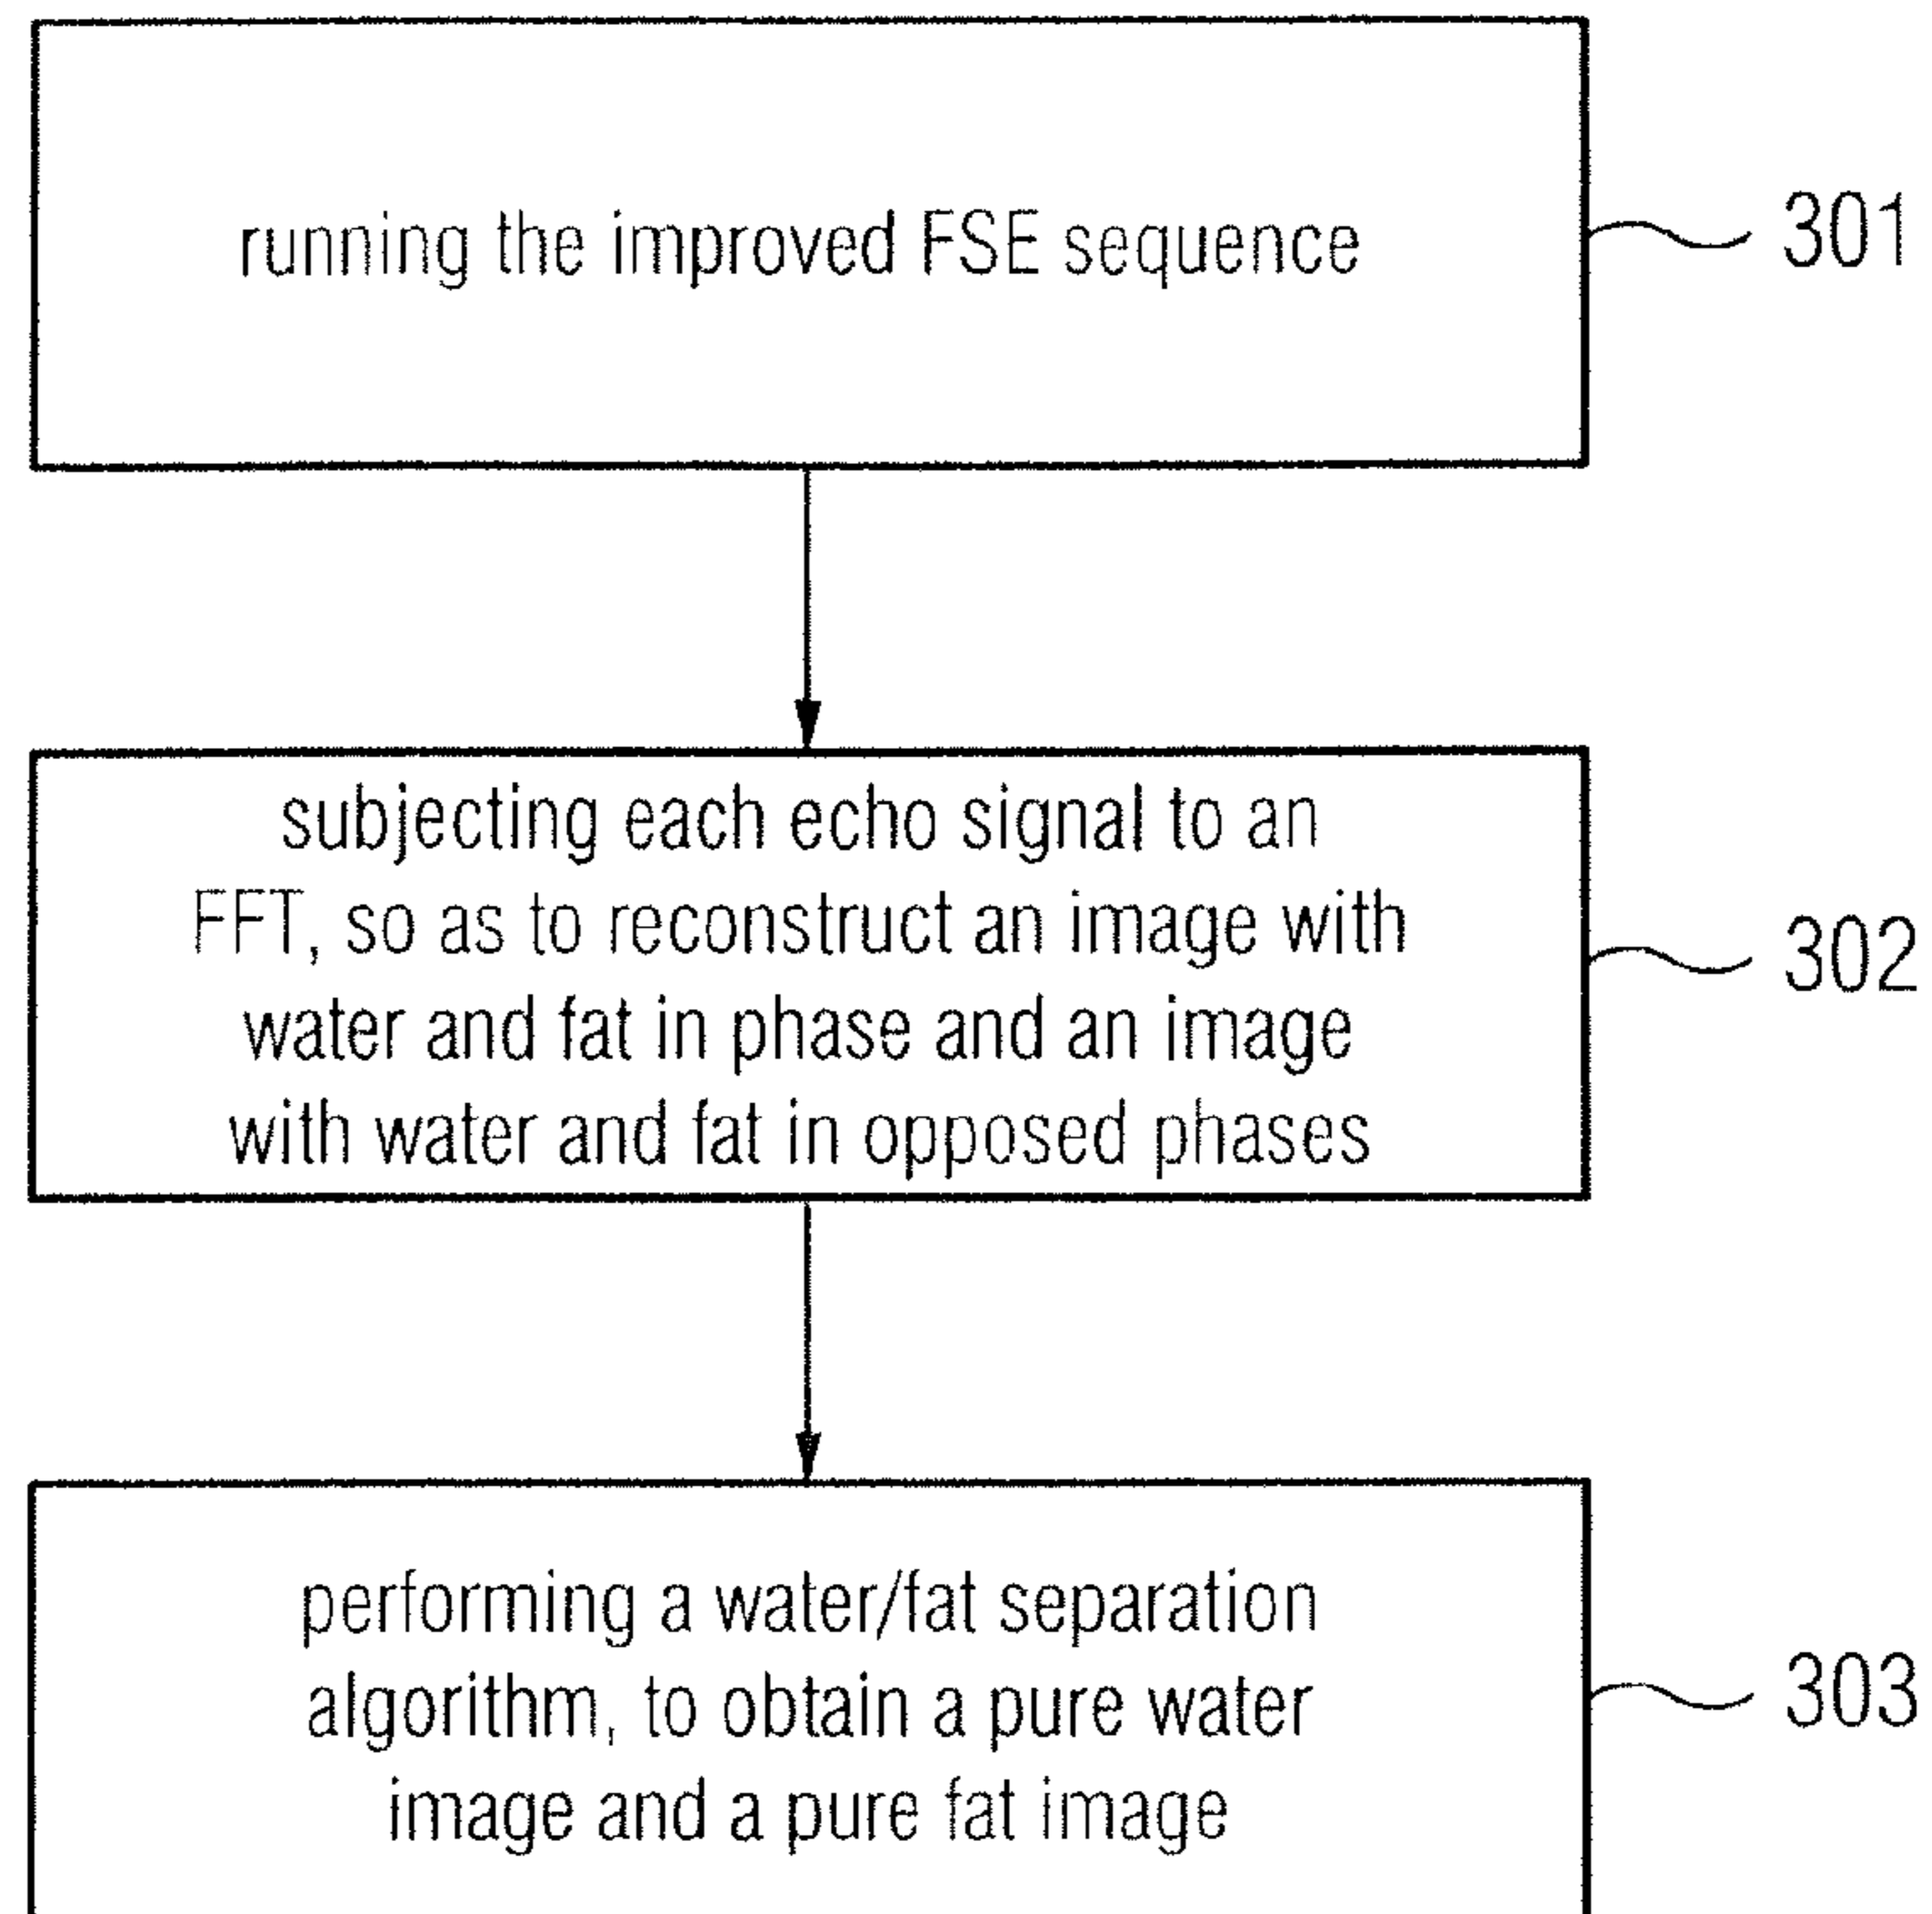 running the improved FSE sequence
301
subjecting each echo signal to an
FFT, so as to reconstruct an image with
water and fat in phase and an image
with water and fat in opposed phases
302
performing a water/fat separation
algorithm, to obtain a pure water
image and a pure fat image
303